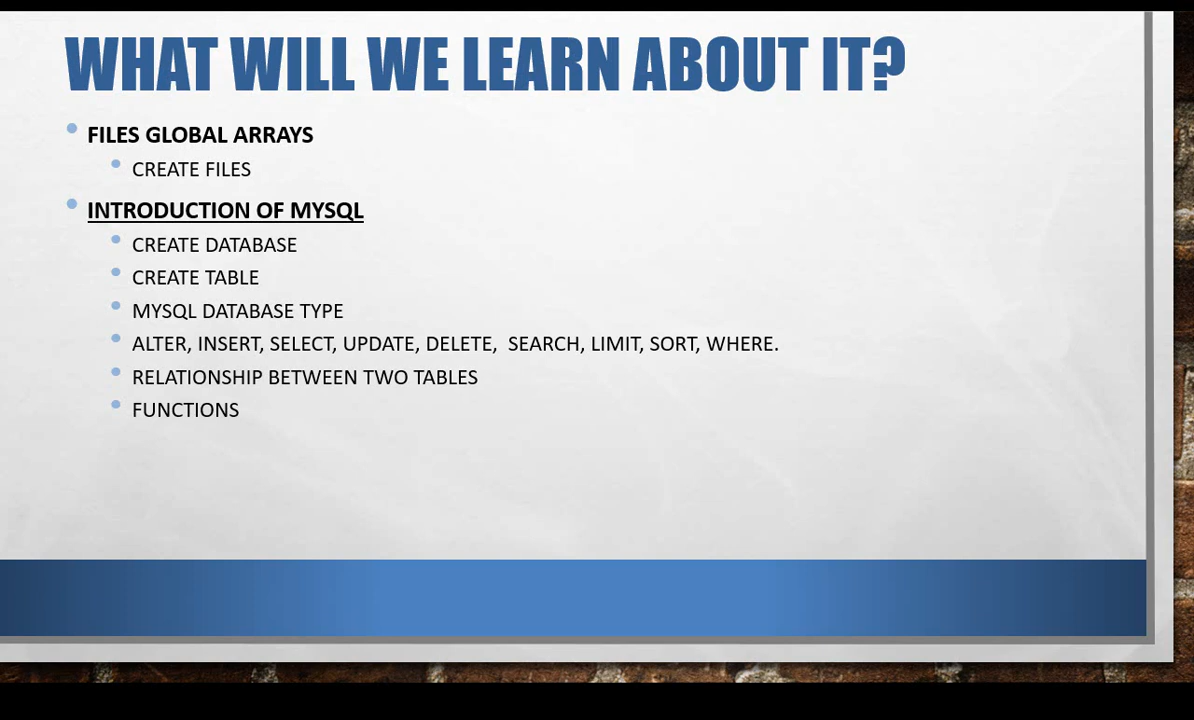 WHAT WILL WE LEARN ABOUT IT?
FILES GLOBAL ARRAYS
CREATE FILES
INTRODUCTION OF MYSQL
CREATE DATABASE
CREATE TABLE
MYSQL DATABASE TYPE
ALTER, INSERT, SELECT, UPDATE, DELETE,  SEARCH, LIMIT, SORT, WHERE.
RELATIONSHIP BETWEEN TWO TABLES
FUNCTIONS